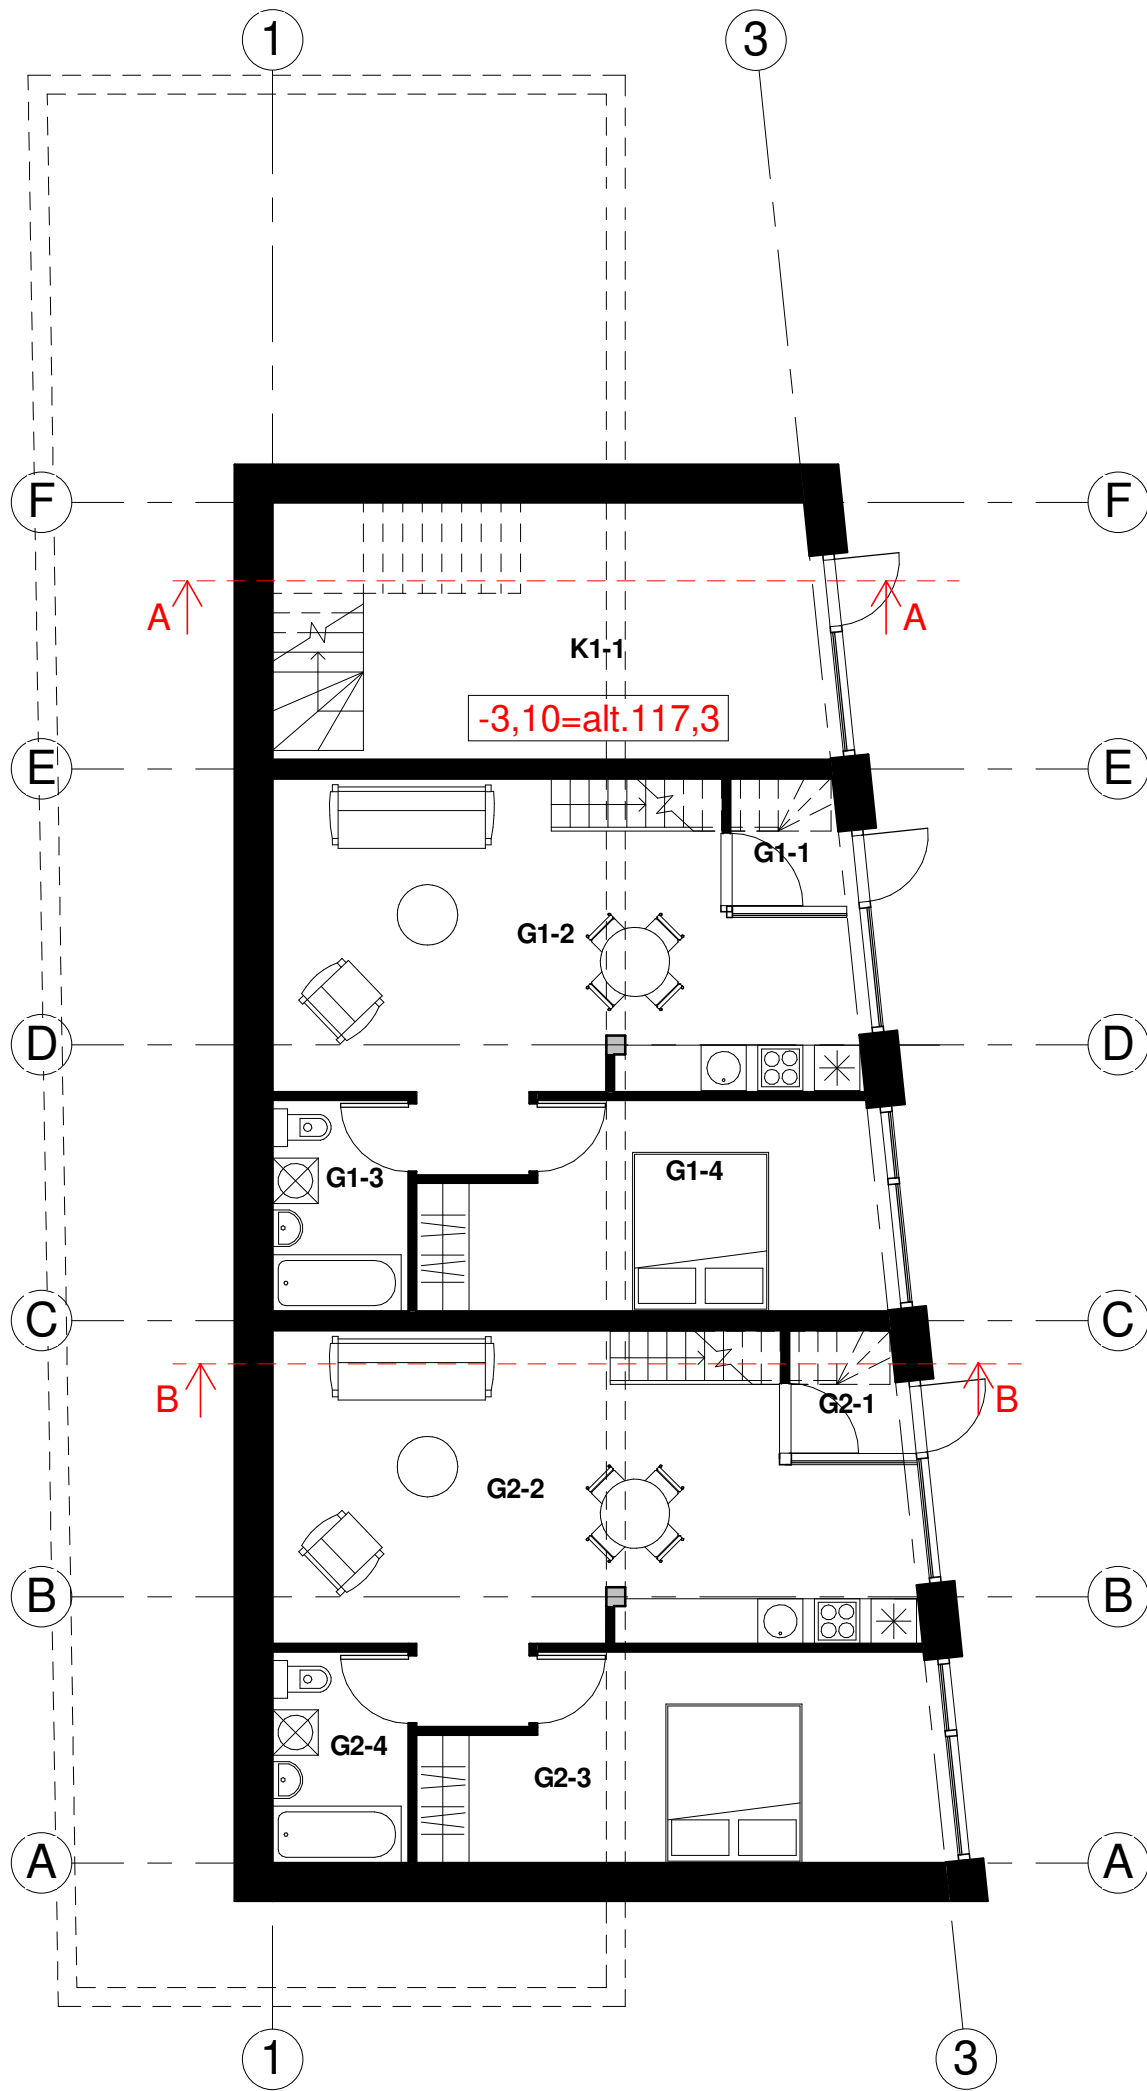 1 3
F F
A A
K1-1
-3,10=alt.117,3
E E
G1-1
G1-2
D D
G1-3 G1-4
C C
B B
G2-1
G2-2
B B
G2-4
G2-3
A A
1 3